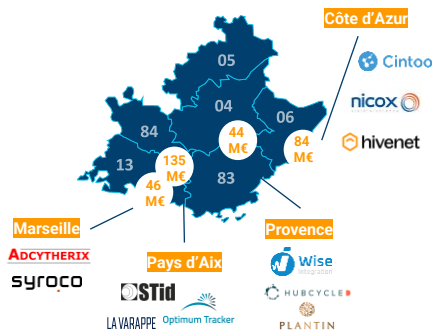 Côte d'Azur
05
Cintoo
nicox
04
06
84
hivenet
44
M€
84
M€
13
135
M€
46
M€
83
Marseille
ADCYTHERIX
syroco
Pays d'Aix
STid
LA VARAPPE
Optimum Tracker
Provence
Wise
Integration
HUBCYCLED
PLANTIN